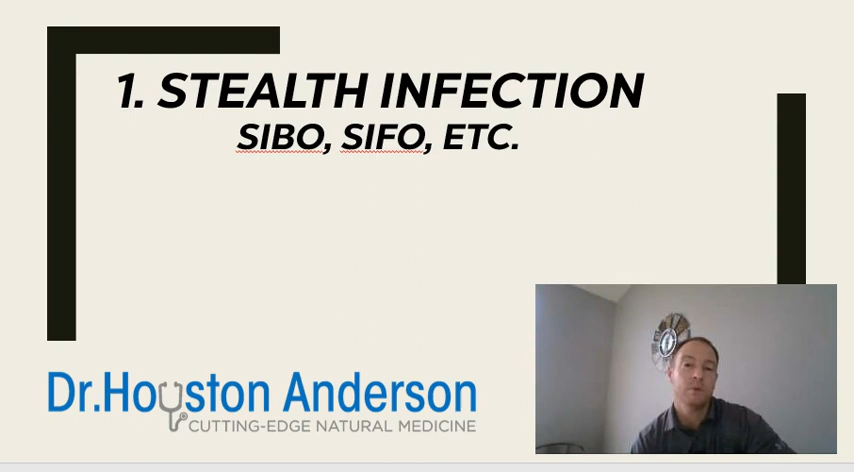 1. STEALTH INFECTION
SIBO, SIFO, ETC.
Dr.Houston Anderson
CUTTING-EDGE NATURAL MEDICINE